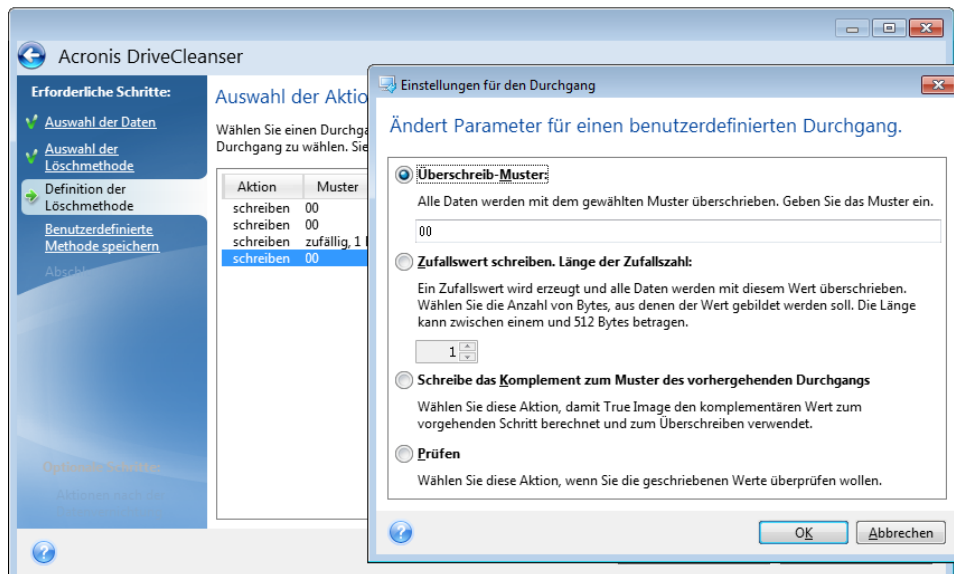 Acronis DriveCleanser
Erforderliche Schritte:
Auswahl der Daten
Auswahl der
Löschmethode
Definition der
Löschmethode
Benutzerdefinierte
Methode speichern
Optionale Schritte:
Aktionen nach
Auswahl der Aktio
Wählen Sie einen Durchga
Durchgang zu wählen. Sie
Aktion Muster
schreiben 00
schreiben 00
schreiben zufällig, 1
schreiben 00
Einstellungen für den Durchgang
Ändert Parameter für einen benutzerdefinierten Durchgang.
Überschreib-Muster:
Alle Daten werden mit dem gewählten Muster überschrieben. Geben Sie das Muster ein.
00
Zufallswert schreiben. Länge der Zufallszahl:
Ein Zufallswert wird erzeugt und alle Daten werden mit diesem Wert überschrieben.
Wählen Sie die Anzahl von Bytes, aus denen der Wert gebildet werden soll. Die Länge
kann zwischen einem und 512 Bytes betragen.
1
Schreibe das Komplement zum Muster des vorhergehenden Durchgangs
Wählen Sie diese Aktion, damit True Image den komplementären Wert zum
vorgehenden Schritt berechnet und zum Überschreiben verwendet.
Prüfen
Wählen Sie diese Aktion, wenn Sie die geschriebenen Werte überprüfen wollen.
OK
Abbrechen